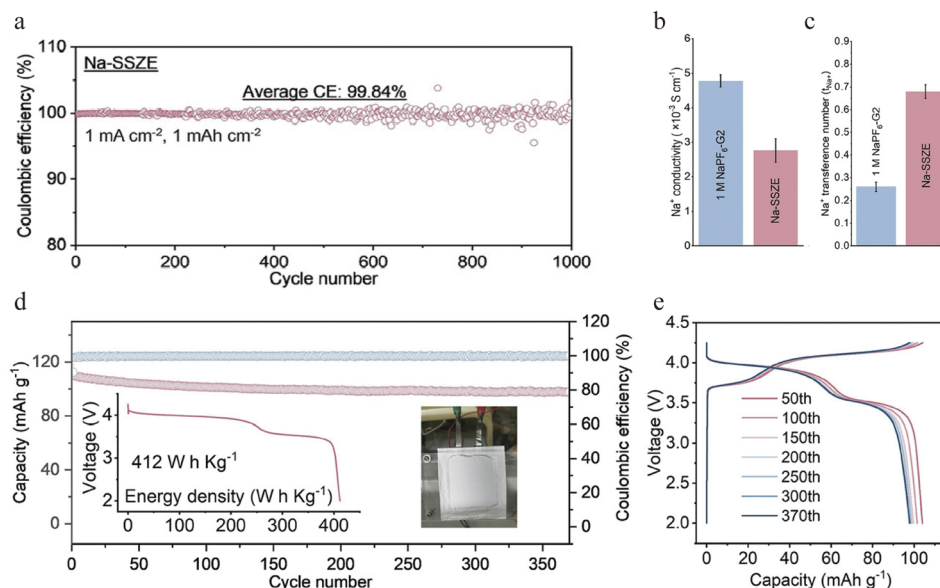 a
110
100
90
80
Coulombic efficiency (%)
Na-SSZE
Average CE: 99.84%
1 mA cm⁻², 1 mAh cm⁻²
0
200
400
600
800
1000
Cycle number
b
6
5
4
3
2
1
0
Na⁺ conductivity ( ×10⁻³ S cm⁻¹)
1 M NaPF₆-G2
Na-SSZE
c
0.9
0.8
0.7
0.6
0.5
0.4
0.3
0.2
0.1
0.0
Na⁺ transference number (tNa+)
1 M NaPF₆-G2
Na-SSZE
d
120
80
40
0
Capacity (mAh g⁻¹)
4
3
2
Voltage (V)
412 W h Kg⁻¹
Energy density (W h Kg⁻¹)
0
100
200
300
400
120
100
80
60
40
20
0
Coulombic efficiency (%)
0
50
100
150
200
250
300
350
Cycle number
e
4.5
4.0
3.5
3.0
2.5
2.0
Voltage (V)
50th
100th
150th
200th
250th
300th
370th
0
20
40
60
80
100
Capacity (mAh g⁻¹)